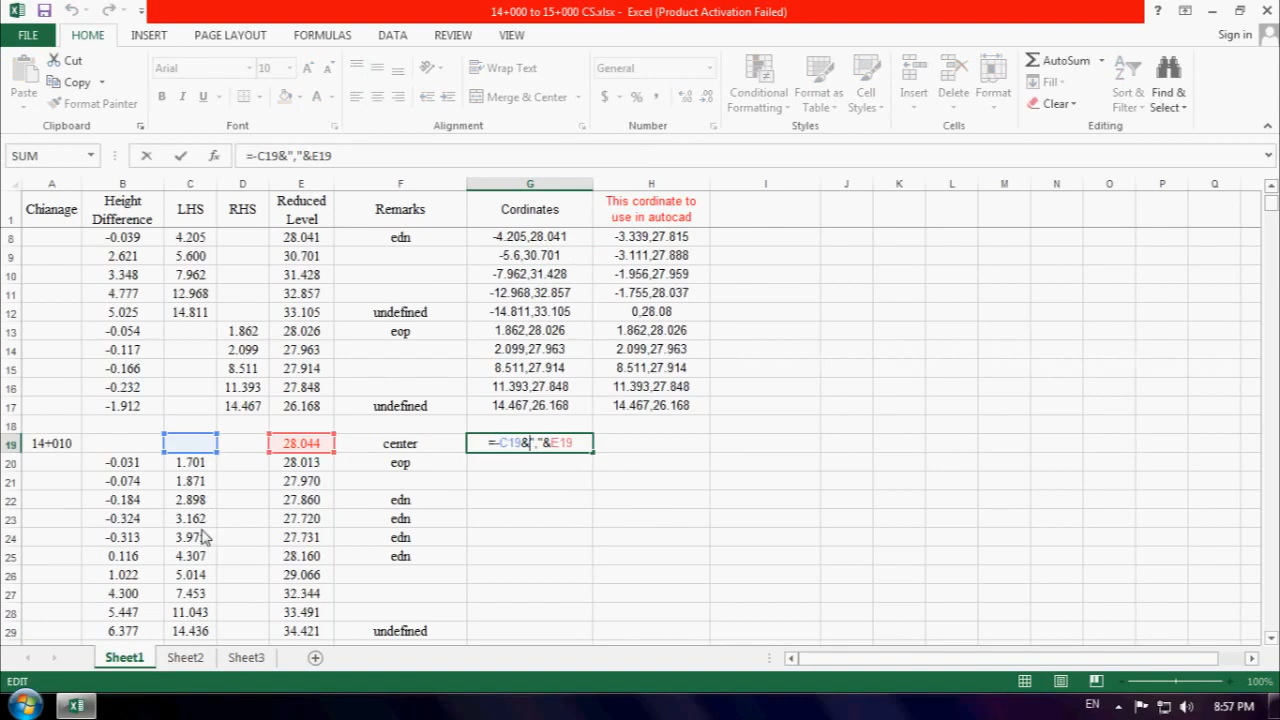 14+000 to 15+000 CS.xlsx - Excel (Product Activation Failed)
FILE HOME INSERT PAGE LAYOUT FORMULAS DATA REVIEW VIEW Sign in
Paste Cut Copy Format Painter Clipboard
Arial 10 B I U A Font
Wrap Text Merge & Center Alignment
General $ % , Number
Conditional Formatting Format as Table Cell Styles Styles
Insert Delete Format Cells
AutoSum Fill Clear Sort & Filter Find & Select Editing
SUM =-C19&","&E19
A B C D E F G H I J K L M N O P Q
1 Chianage Height Difference LHS RHS Reduced Level Remarks Cordinates This cordinate to use in autocad
8 -0.039 4.205 28.041 edn -4.205,28.041 -3.339,27.815
9 2.621 5.600 30.701 -5.6,30.701 -3.111,27.888
10 3.348 7.962 31.428 -7.962,31.428 -1.956,27.959
11 4.777 12.968 32.857 -12.968,32.857 -1.755,28.037
12 5.025 14.811 33.105 undefined -14.811,33.105 0,28.08
13 -0.054 1.862 28.026 eop 1.862,28.026 1.862,28.026
14 -0.117 2.099 27.963 2.099,27.963 2.099,27.963
15 -0.166 8.511 27.914 8.511,27.914 8.511,27.914
16 -0.232 11.393 27.848 11.393,27.848 11.393,27.848
17 -1.912 14.467 26.168 undefined 14.467,26.168 14.467,26.168
18
19 14+010 28.044 center =-C19&","&E19
20 -0.031 1.701 28.013 eop
21 -0.074 1.871 27.970
22 -0.184 2.898 27.860 edn
23 -0.324 3.162 27.720 edn
24 -0.313 27.731 edn
25 0.116 4.307 28.160 edn
26 1.022 5.014 29.066
27 4.300 7.453 32.344
28 5.447 11.043 33.491
29 6.377 14.436 34.421 undefined
Sheet1 Sheet2 Sheet3
EDIT 100%
EN 8:57 PM